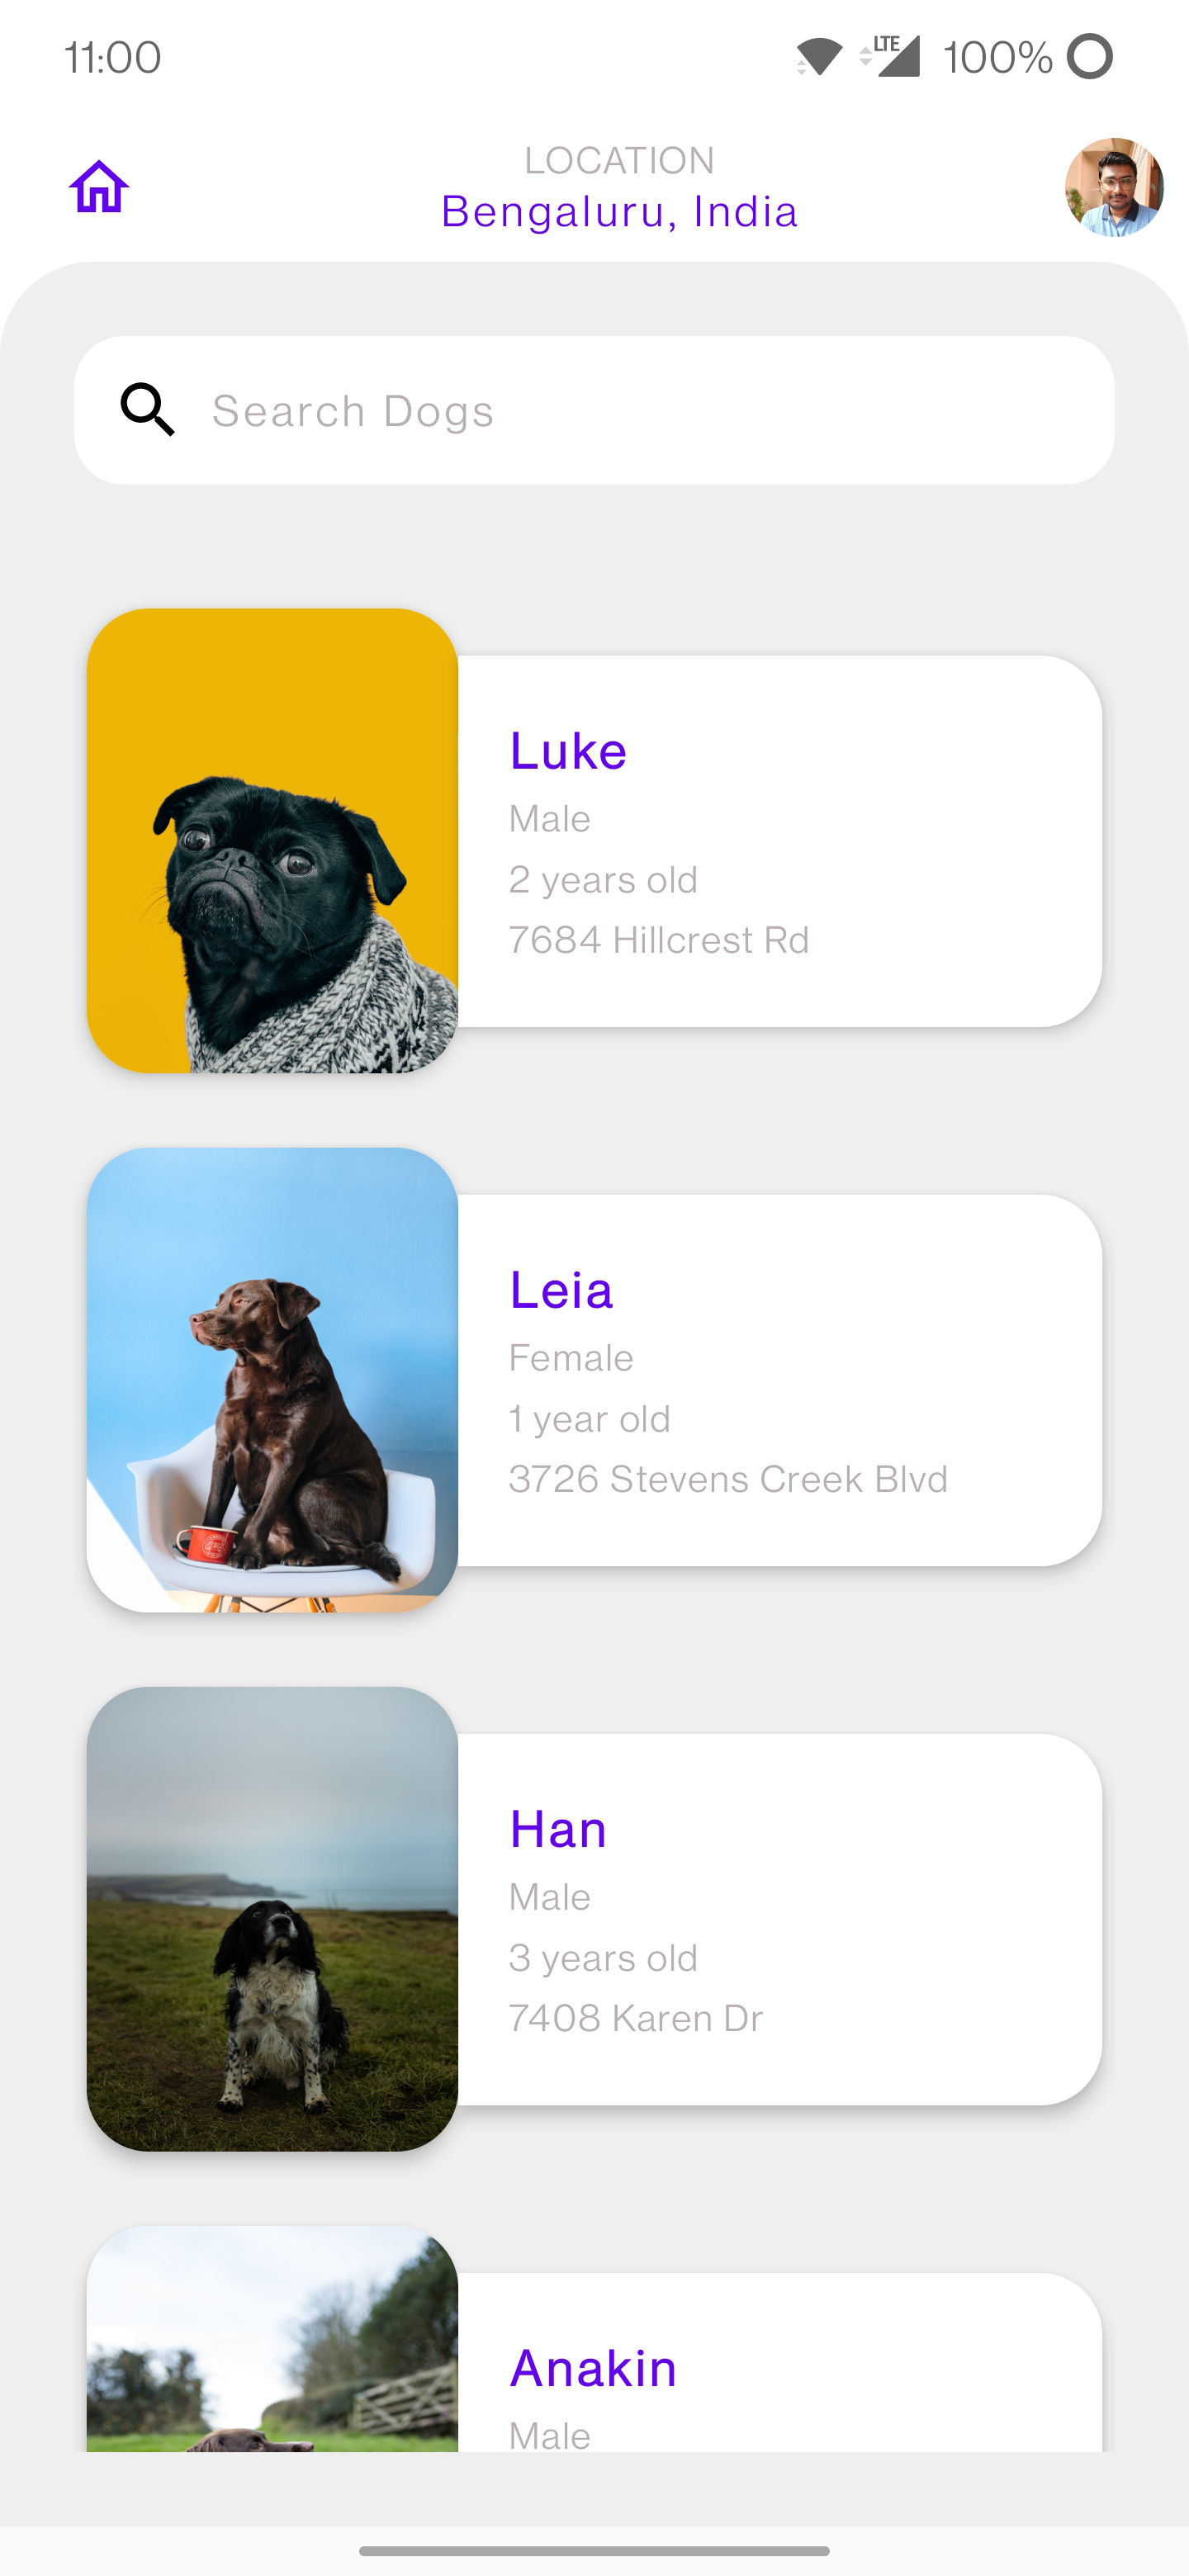 11:00
LTE
100%
LOCATION
Bengaluru, India
Search Dogs
Luke
Male
2 years old
7684 Hillcrest Rd
Leia
Female
1 year old
3726 Stevens Creek Blvd
Han
Male
3 years old
7408 Karen Dr
Anakin
Male